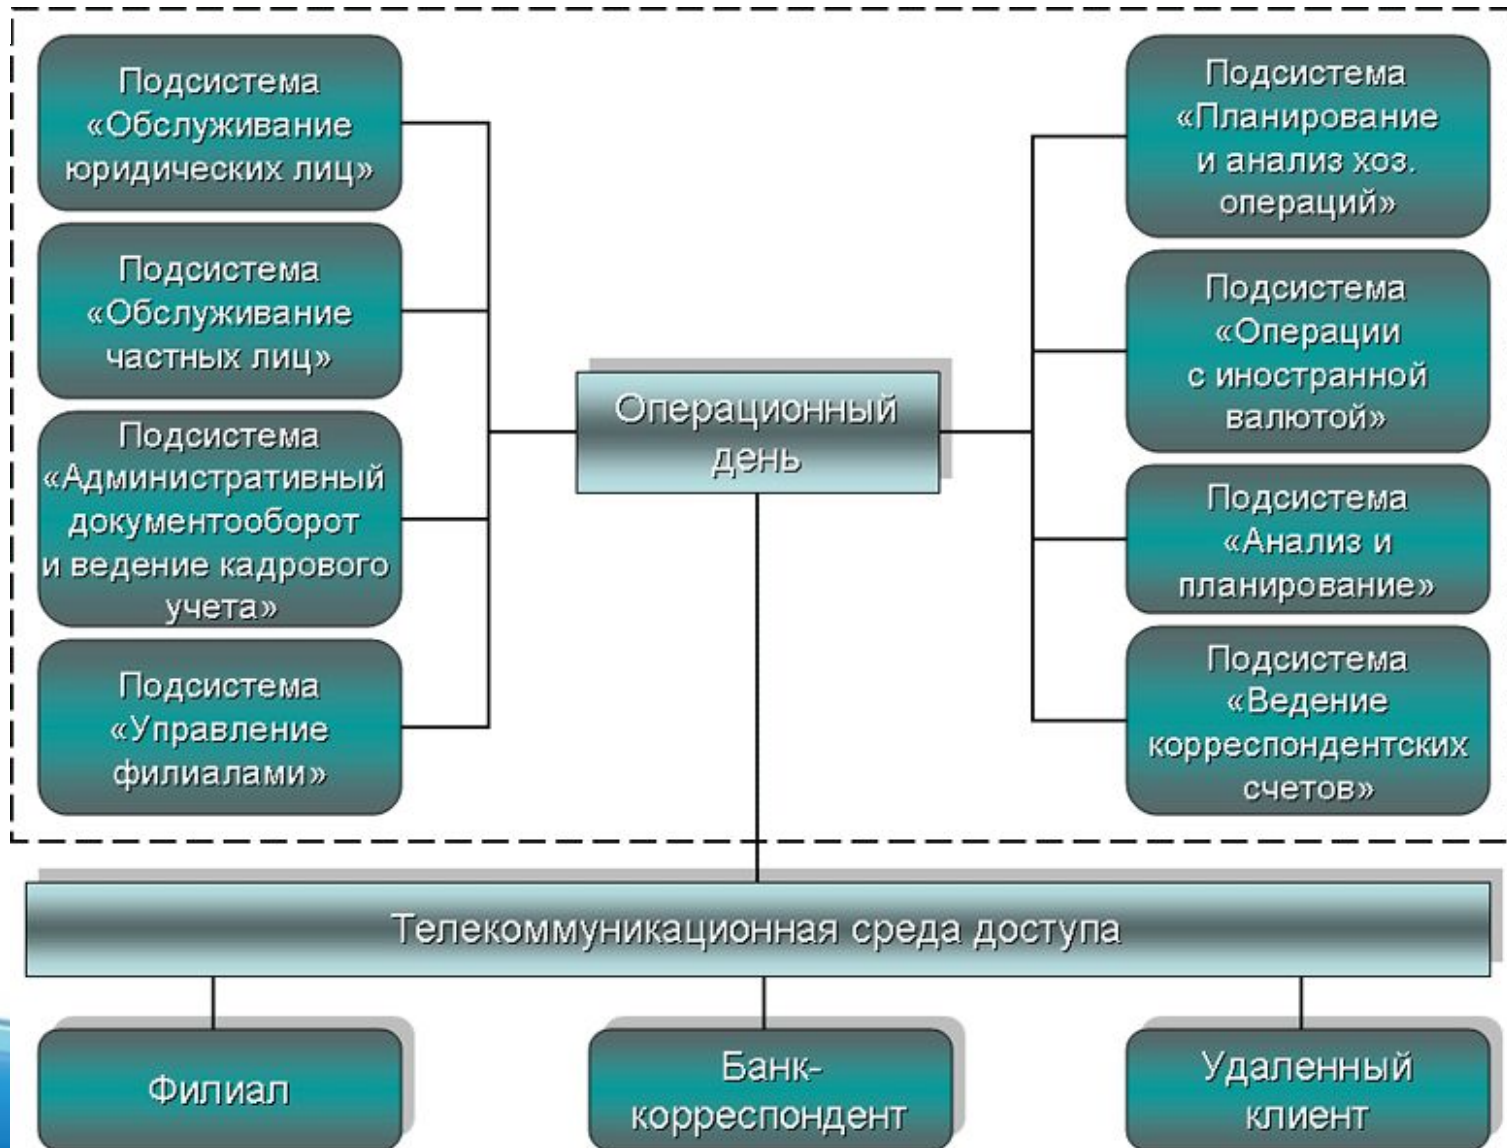 Подсистема
«Обслуживание
юридических лиц»
Подсистема
«Обслуживание
частных лиц»
Подсистема
«Административный
документооборот
и ведение кадрового
учета»
Подсистема
«Управление
филиалами»
Операционный
день
Подсистема
«Планирование
и анализ хоз.
операций»
Подсистема
«Операции
с иностранной
валютой»
Подсистема
«Анализ и
планирование»
Подсистема
«Ведение
корреспондентских
счетов»
Телекоммуникационная среда доступа
Филиал
Банк-
корреспондент
Удаленный
клиент